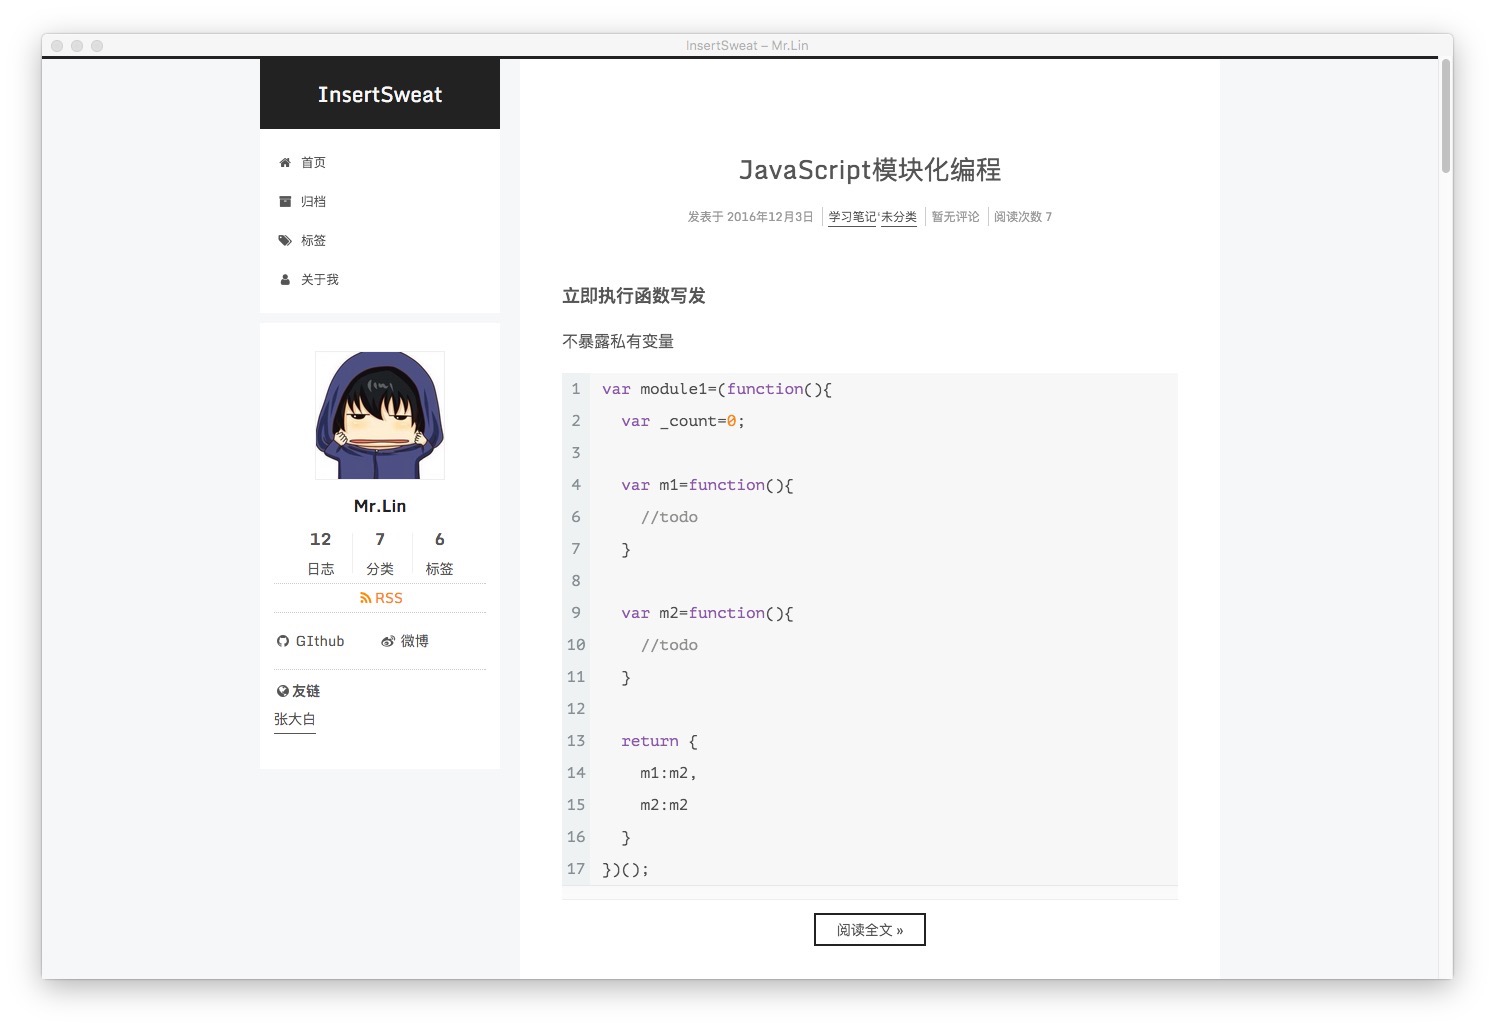 InsertSweat – Mr.Lin
InsertSweat
首页
归档
标签
关于我
Mr.Lin
12 7 6
日志 分类 标签
RSS
GIthub 微博
友链
张大白
JavaScript模块化编程
发表于 2016年12月3日 学习笔记 ' 未分类 暂无评论 阅读次数 7
立即执行函数写发
不暴露私有变量
1 var module1=(function(){
2 var _count=0;
3
4 var m1=function(){
6 //todo
7 }
8
9 var m2=function(){
10 //todo
11 }
12
13 return {
14 m1:m2,
15 m2:m2
16 }
17 })();
阅读全文 »